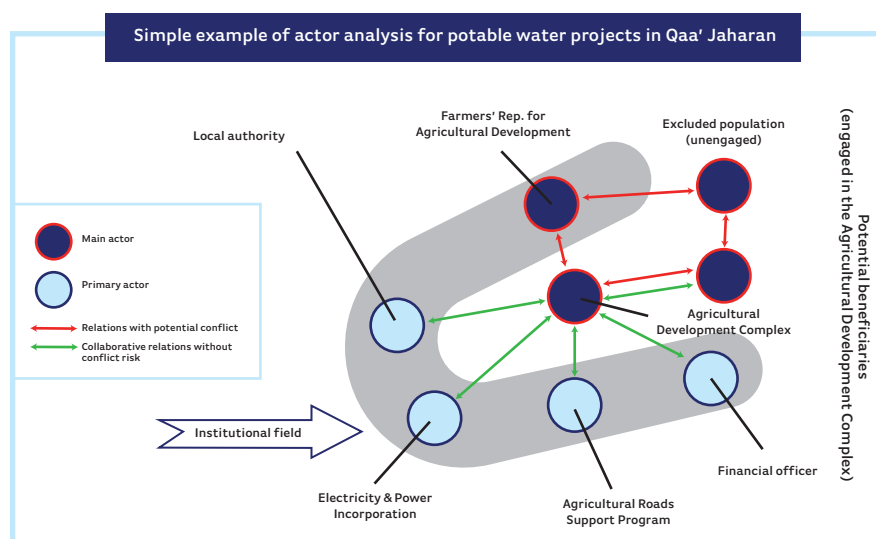 Simple example of actor analysis for potable water projects in Qaa’ Jaharan
Local authority
Farmers’ Rep. for
Agricultural Development
Excluded population
(unengaged)
Potential beneficiaries
(engaged in the Agricultural Development Complex)
Main actor
Primary actor
Relations with potential conflict
Collaborative relations without
conflict risk
Agricultural
Development Complex
Institutional field
Electricity & Power
Incorporation
Agricultural Roads
Support Program
Financial officer